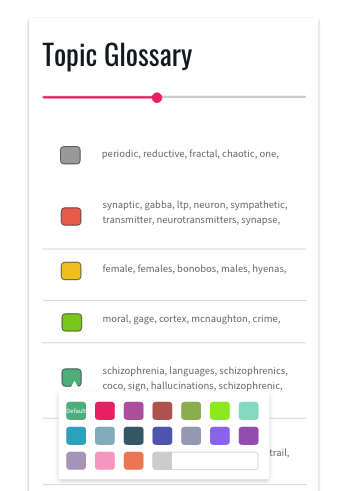 Topic Glossary
periodic, reductive, fractal, chaotic, one,
synaptic, gabba, ltp, neuron, sympathetic,
transmitter, neurotransmitters, synapse,
female, females, bonobos, males, hyenas,
moral, gage, cortex, mcnaughton, crime,
schizophrenia, languages, schizophrenics,
coco, sign, hallucinations, schizophrenic,
Default
trail,